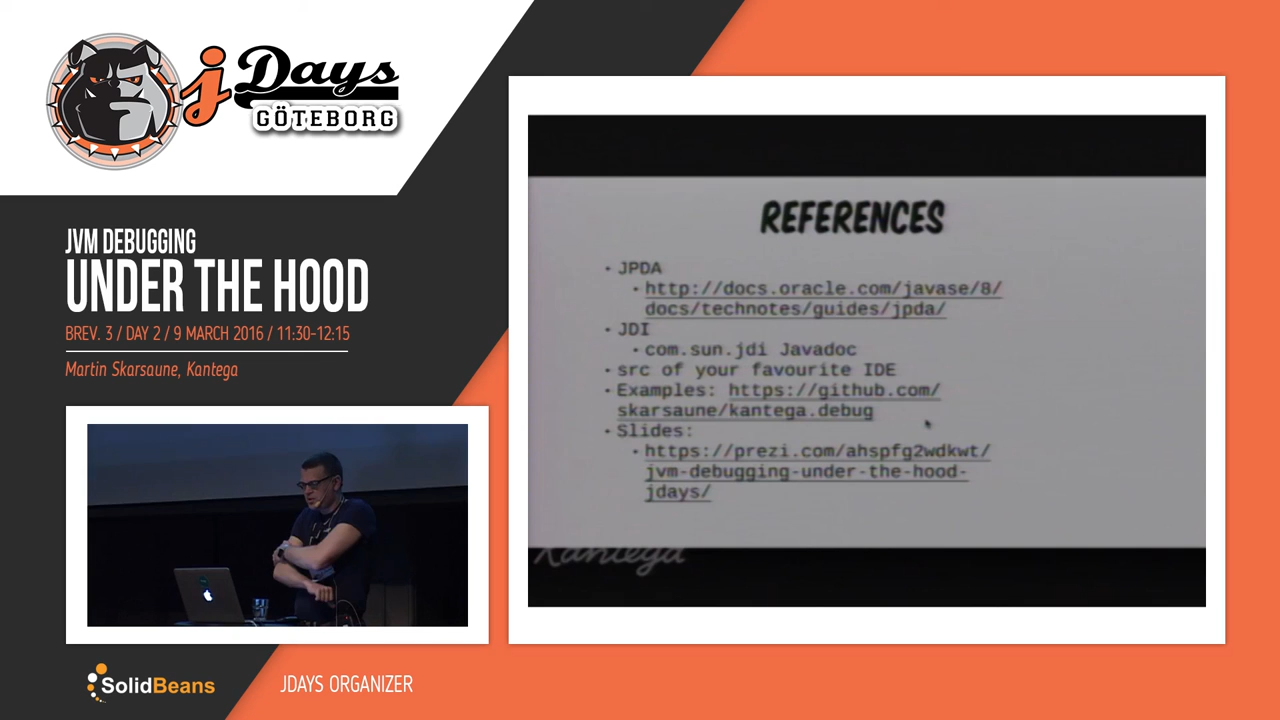 j Days
GÖTEBORG
JVM DEBUGGING
UNDER THE HOOD
BREV. 3 / DAY 2 / 9 MARCH 2016 / 11:30-12:15
Martin Skarsaune, Kantega
REFERENCES
• JPDA
• http://docs.oracle.com/javase/8/
docs/technotes/guides/jpda/
• JDI
• com.sun.jdi Javadoc
• src of your favourite IDE
• Examples: https://github.com/
skarsaune/kantega.debug
• Slides:
• https://prezi.com/ahspfg2wdkwt/
jvm-debugging-under-the-hood-
jdays/
Kantega
SolidBeans
JDAYS ORGANIZER